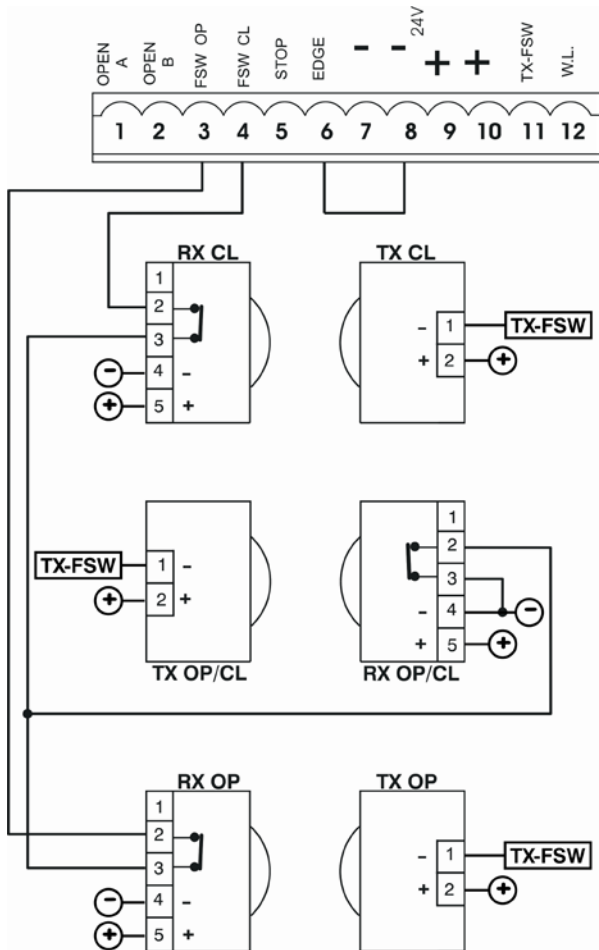 OPEN A
OPEN B
FSW OP
FSW CL
STOP
EDGE
-
-
24V
+
+
TX-FSW
W.L.
1 2 3 4 5 6 7 8 9 10 11 12
RX CL
1
2
3
- 4 -
+ 5 +
TX CL
- 1 TX-FSW
+ 2 +
TX-FSW 1 -
+ 2 +
TX OP/CL
1
2
3
- 4 -
+ 5 +
RX OP/CL
RX OP
1
2
3
- 4 -
+ 5 +
TX OP
- 1 TX-FSW
+ 2 +